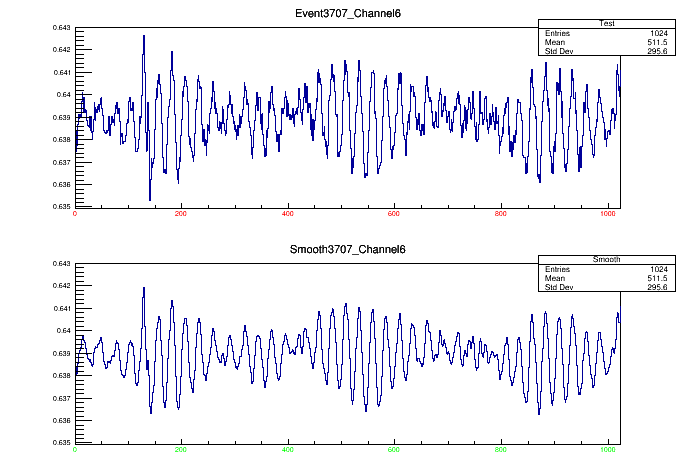 Event3707_Channel6
Test
Entries 1024
Mean 511.5
Std Dev 295.6
0.643
0.642
0.641
0.64
0.639
0.638
0.637
0.636
0.635
0 200 400 600 800 1000
Smooth3707_Channel6
Smooth
Entries 1024
Mean 511.5
Std Dev 295.6
0.643
0.642
0.641
0.64
0.639
0.638
0.637
0.636
0.635
0 200 400 600 800 1000